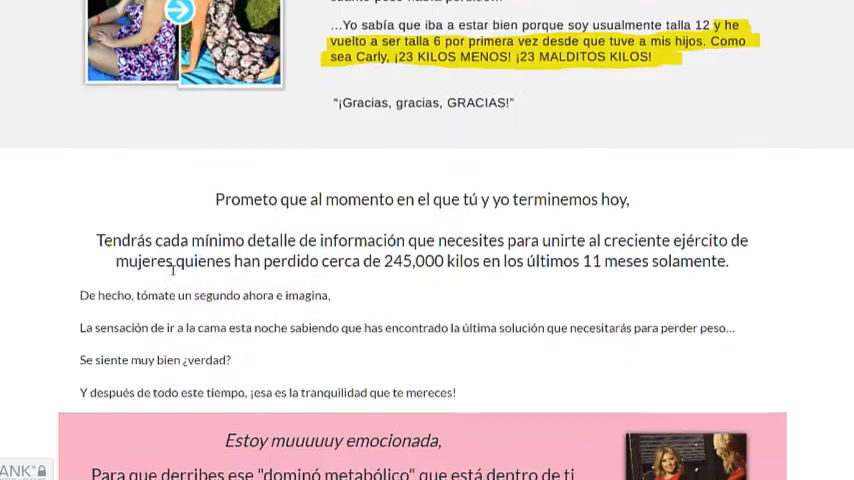 ...Yo sabía que iba a estar bien porque soy usualmente talla 12 y he
vuelto a ser talla 6 por primera vez desde que tuve a mis hijos. Como
sea Carly, ¡23 KILOS MENOS! ¡23 MALDITOS KILOS!
“¡Gracias, gracias, GRACIAS!”
Prometo que al momento en el que tú y yo terminemos hoy,
Tendrás cada mínimo detalle de información que necesites para unirte al creciente ejército de
mujeres quienes han perdido cerca de 245,000 kilos en los últimos 11 meses solamente.
De hecho, tómate un segundo ahora e imagina,
La sensación de ir a la cama esta noche sabiendo que has encontrado la última solución que necesitarás para perder peso...
Se siente muy bien ¿verdad?
Y después de todo este tiempo, ¡esa es la tranquilidad que te mereces!
Estoy muuuuuy emocionada,
Para que derribes ese "dominó metabólico" que está dentro de ti
ANK